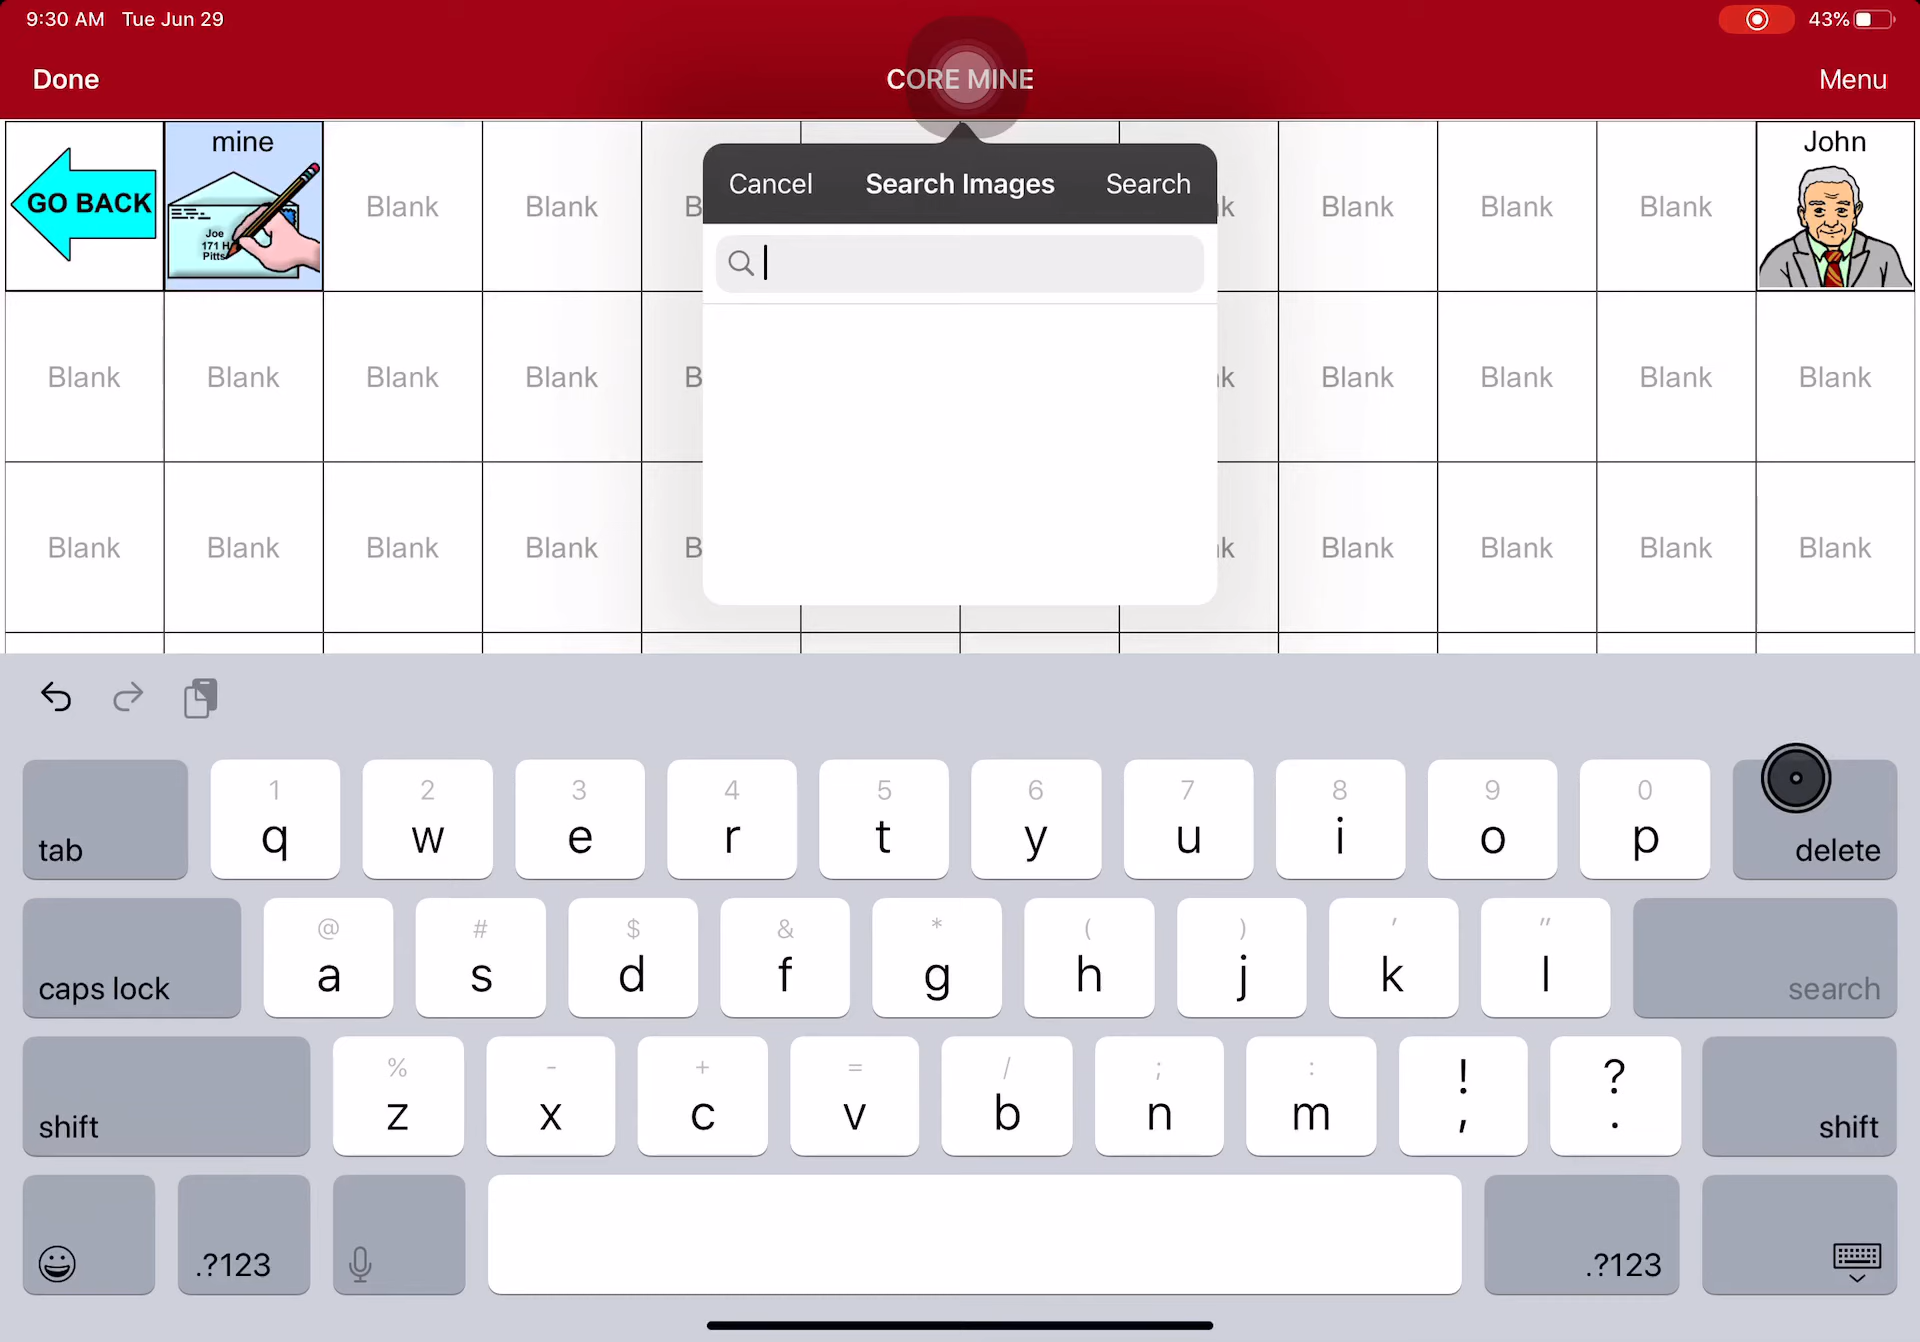 9:30 AM Tue Jun 29
43%
Done
CORE MINE
Menu
GO BACK
mine
Joe
171 H
Pitts
Blank
Blank
B
k
Blank
Blank
Blank
John
Cancel
Search Images
Search
Blank
Blank
Blank
Blank
B
nk
Blank
Blank
Blank
Blank
Blank
Blank
Blank
Blank
B
nk
Blank
Blank
Blank
Blank
tab
1 2 3 4 5 6 7 8 9 0
q w e r t y u i o p
delete
caps lock
@ # $ & * ( ) ' "
a s d f g h j k l
search
shift
% - + = / ; : ! ?
z x c v b n m , .
shift
.?123
.?123